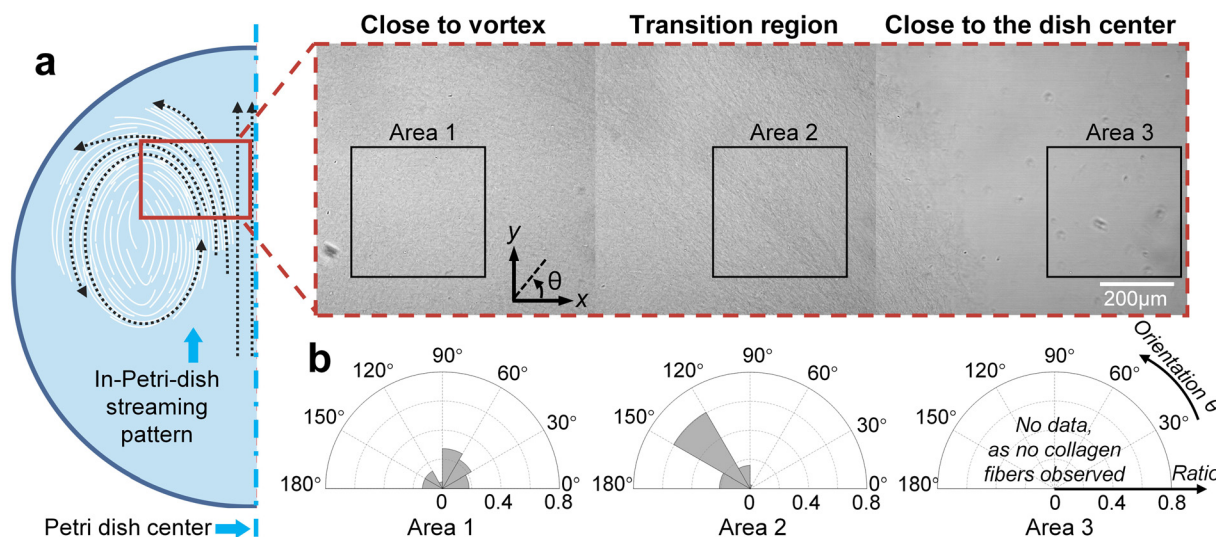 a
Close to vortex
Transition region
Close to the dish center
Area 1
Area 2
Area 3
y
θ
x
200μm
In-Petri-dish
streaming
pattern
Petri dish center
b
90°
120°
60°
150°
30°
180°
0°
0
0.4
0.8
Area 1
90°
120°
60°
150°
30°
180°
0°
0
0.4
0.8
Area 2
90°
120°
60°
150°
30°
180°
0
0.4
0.8
Area 3
No data,
as no collagen
fibers observed
Orientation θ
Ratio